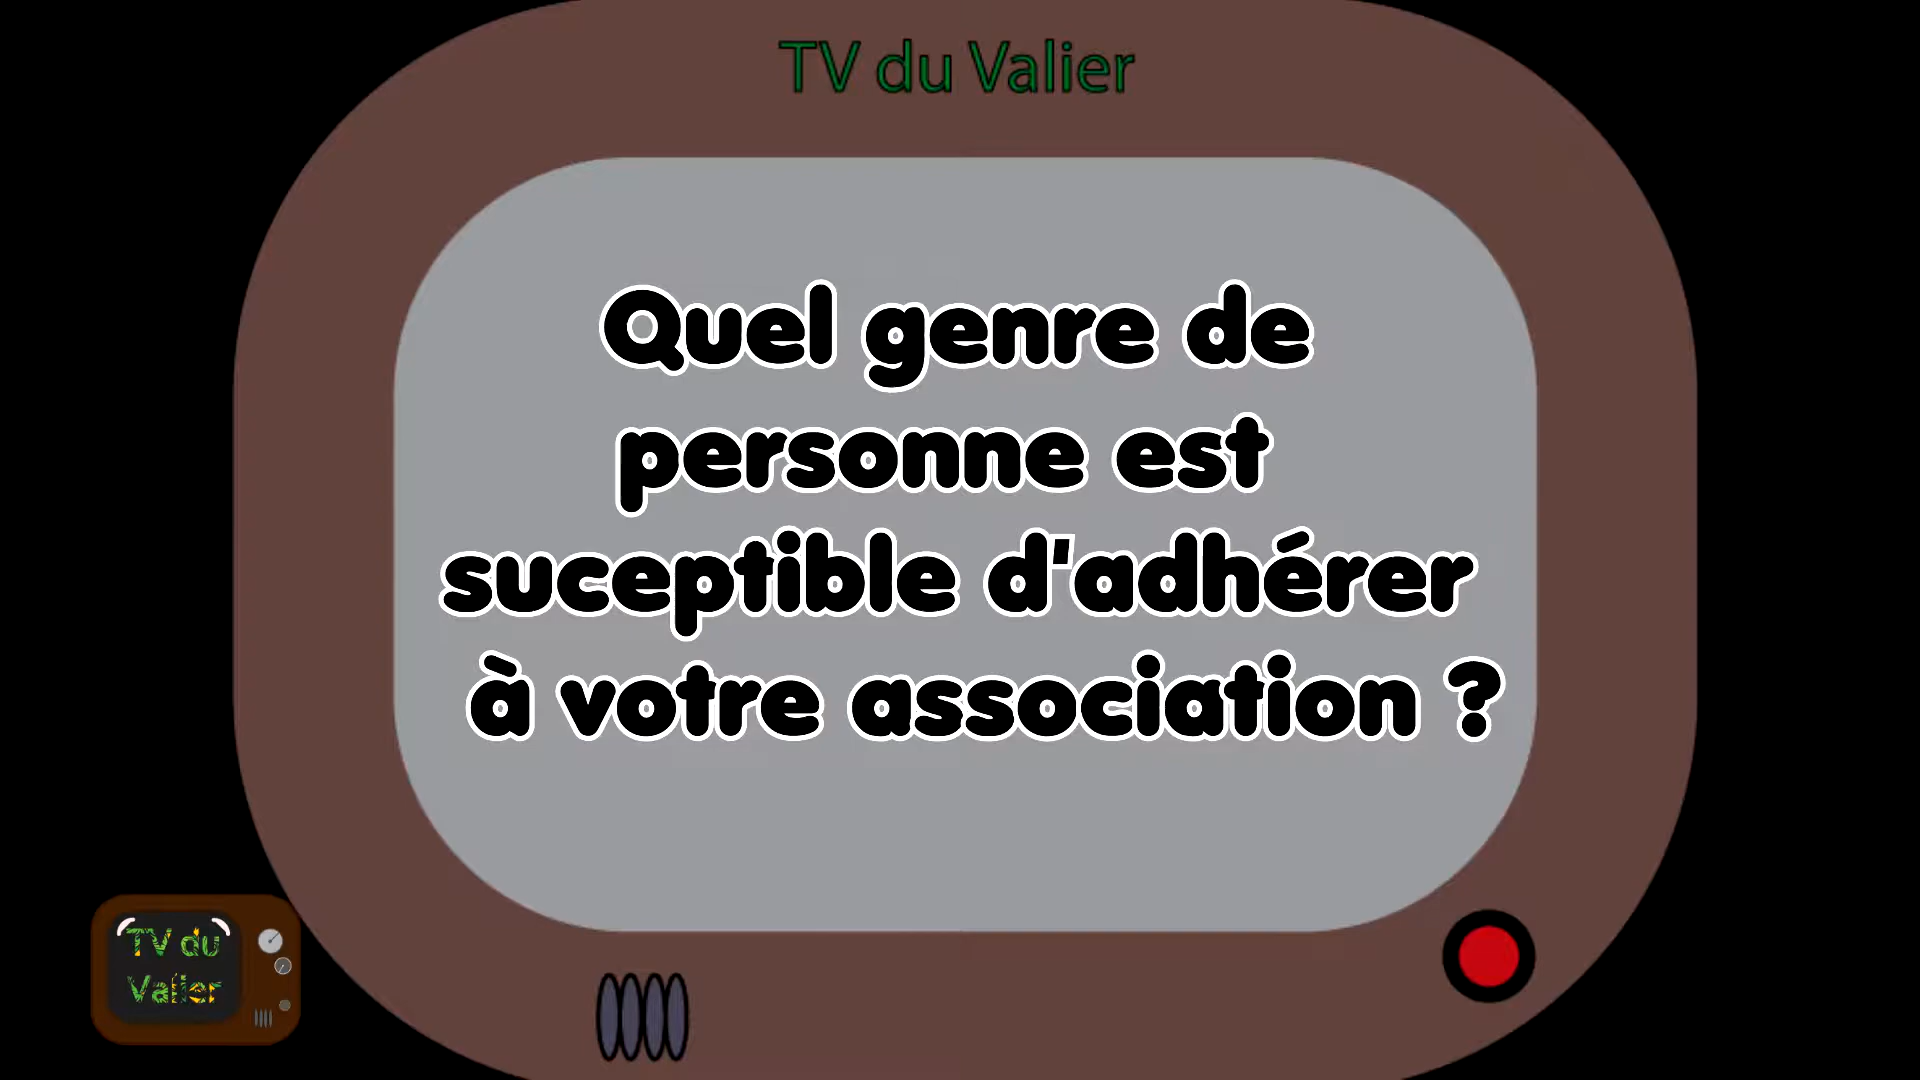 TV du Valier
Quel genre de
personne est
suceptible d'adhérer
à votre association ?
TV du
Valier